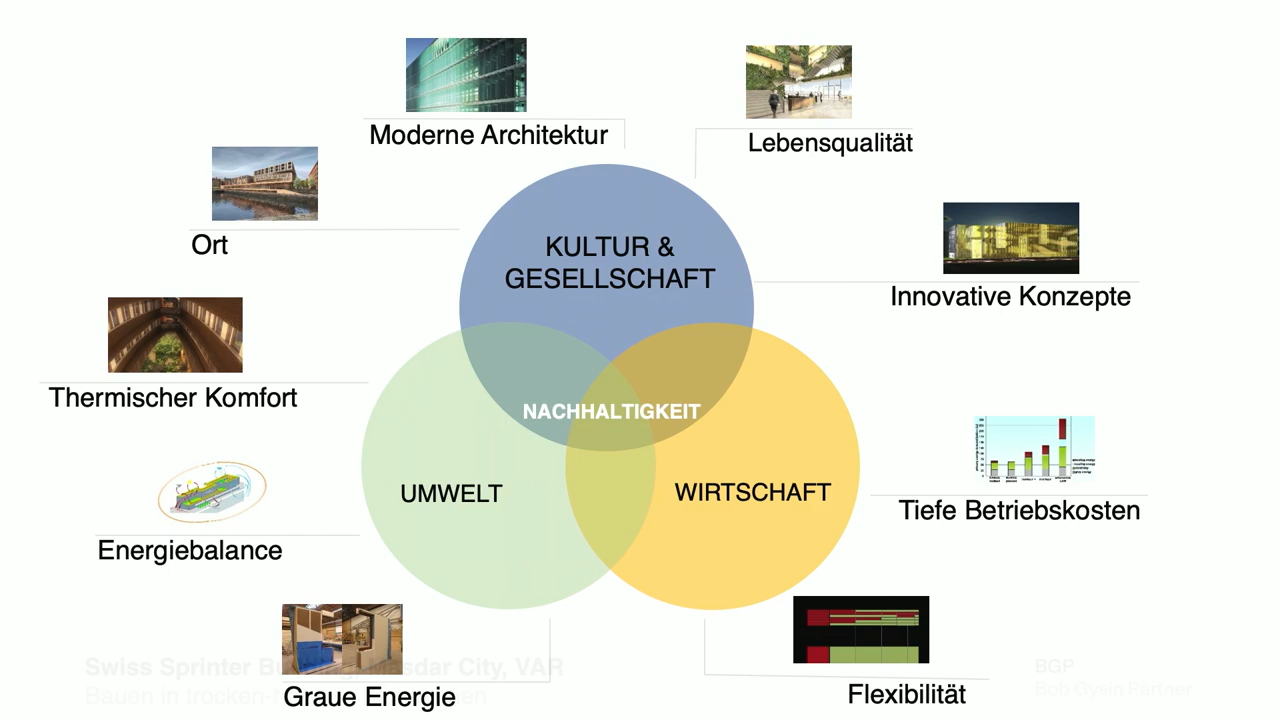 Moderne Architektur
Lebensqualität
Ort
KULTUR &
GESELLSCHAFT
Innovative Konzepte
Thermischer Komfort
NACHHALTIGKEIT
UMWELT
WIRTSCHAFT
Tiefe Betriebskosten
Energiebalance
Swiss Sprinter Masdar City, VAR
BGP
Bauen in
Bob Gysin Partner
Graue Energie
Flexibilität